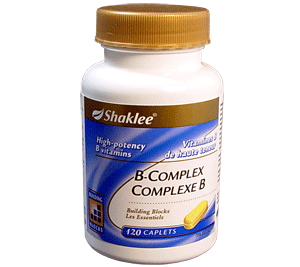 Shaklee®
High-potency
B vitamins
Vitamines B
de haute teneur
B-COMPLEX
COMPLEXE B
Building Blocks
Les Essentiels
120 CAPLETS